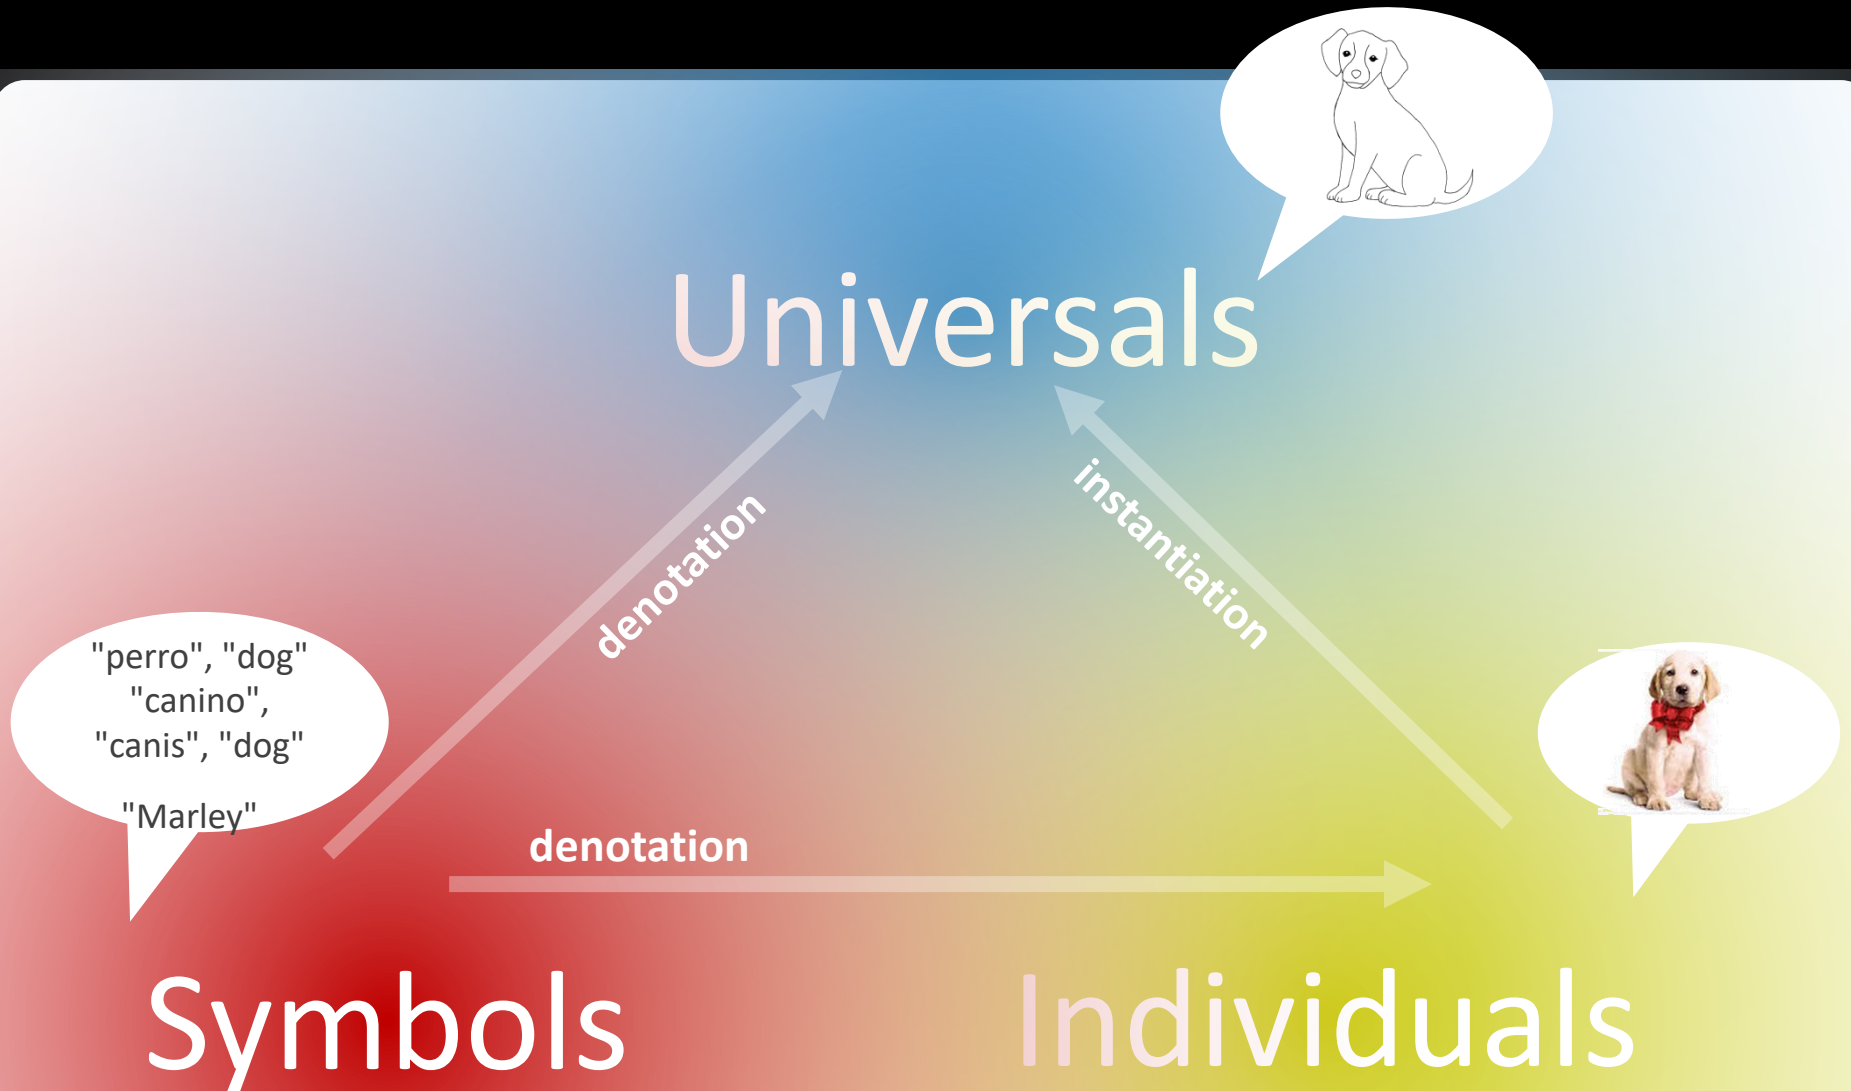 Universals
denotation
instantiation
"perro", "dog"
"canino",
"canis", "dog"
"Marley"
denotation
Symbols
Individuals